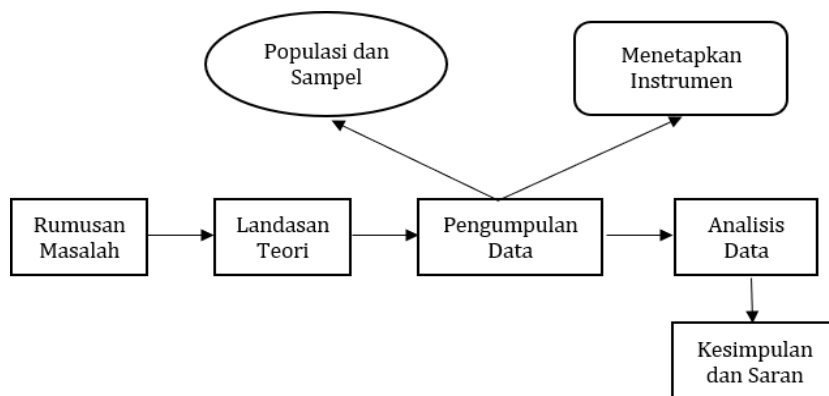 Populasi dan
Sampel
Menetapkan
Instrumen
Rumusan
Masalah
Landasan
Teori
Pengumpulan
Data
Analisis
Data
Kesimpulan
dan Saran